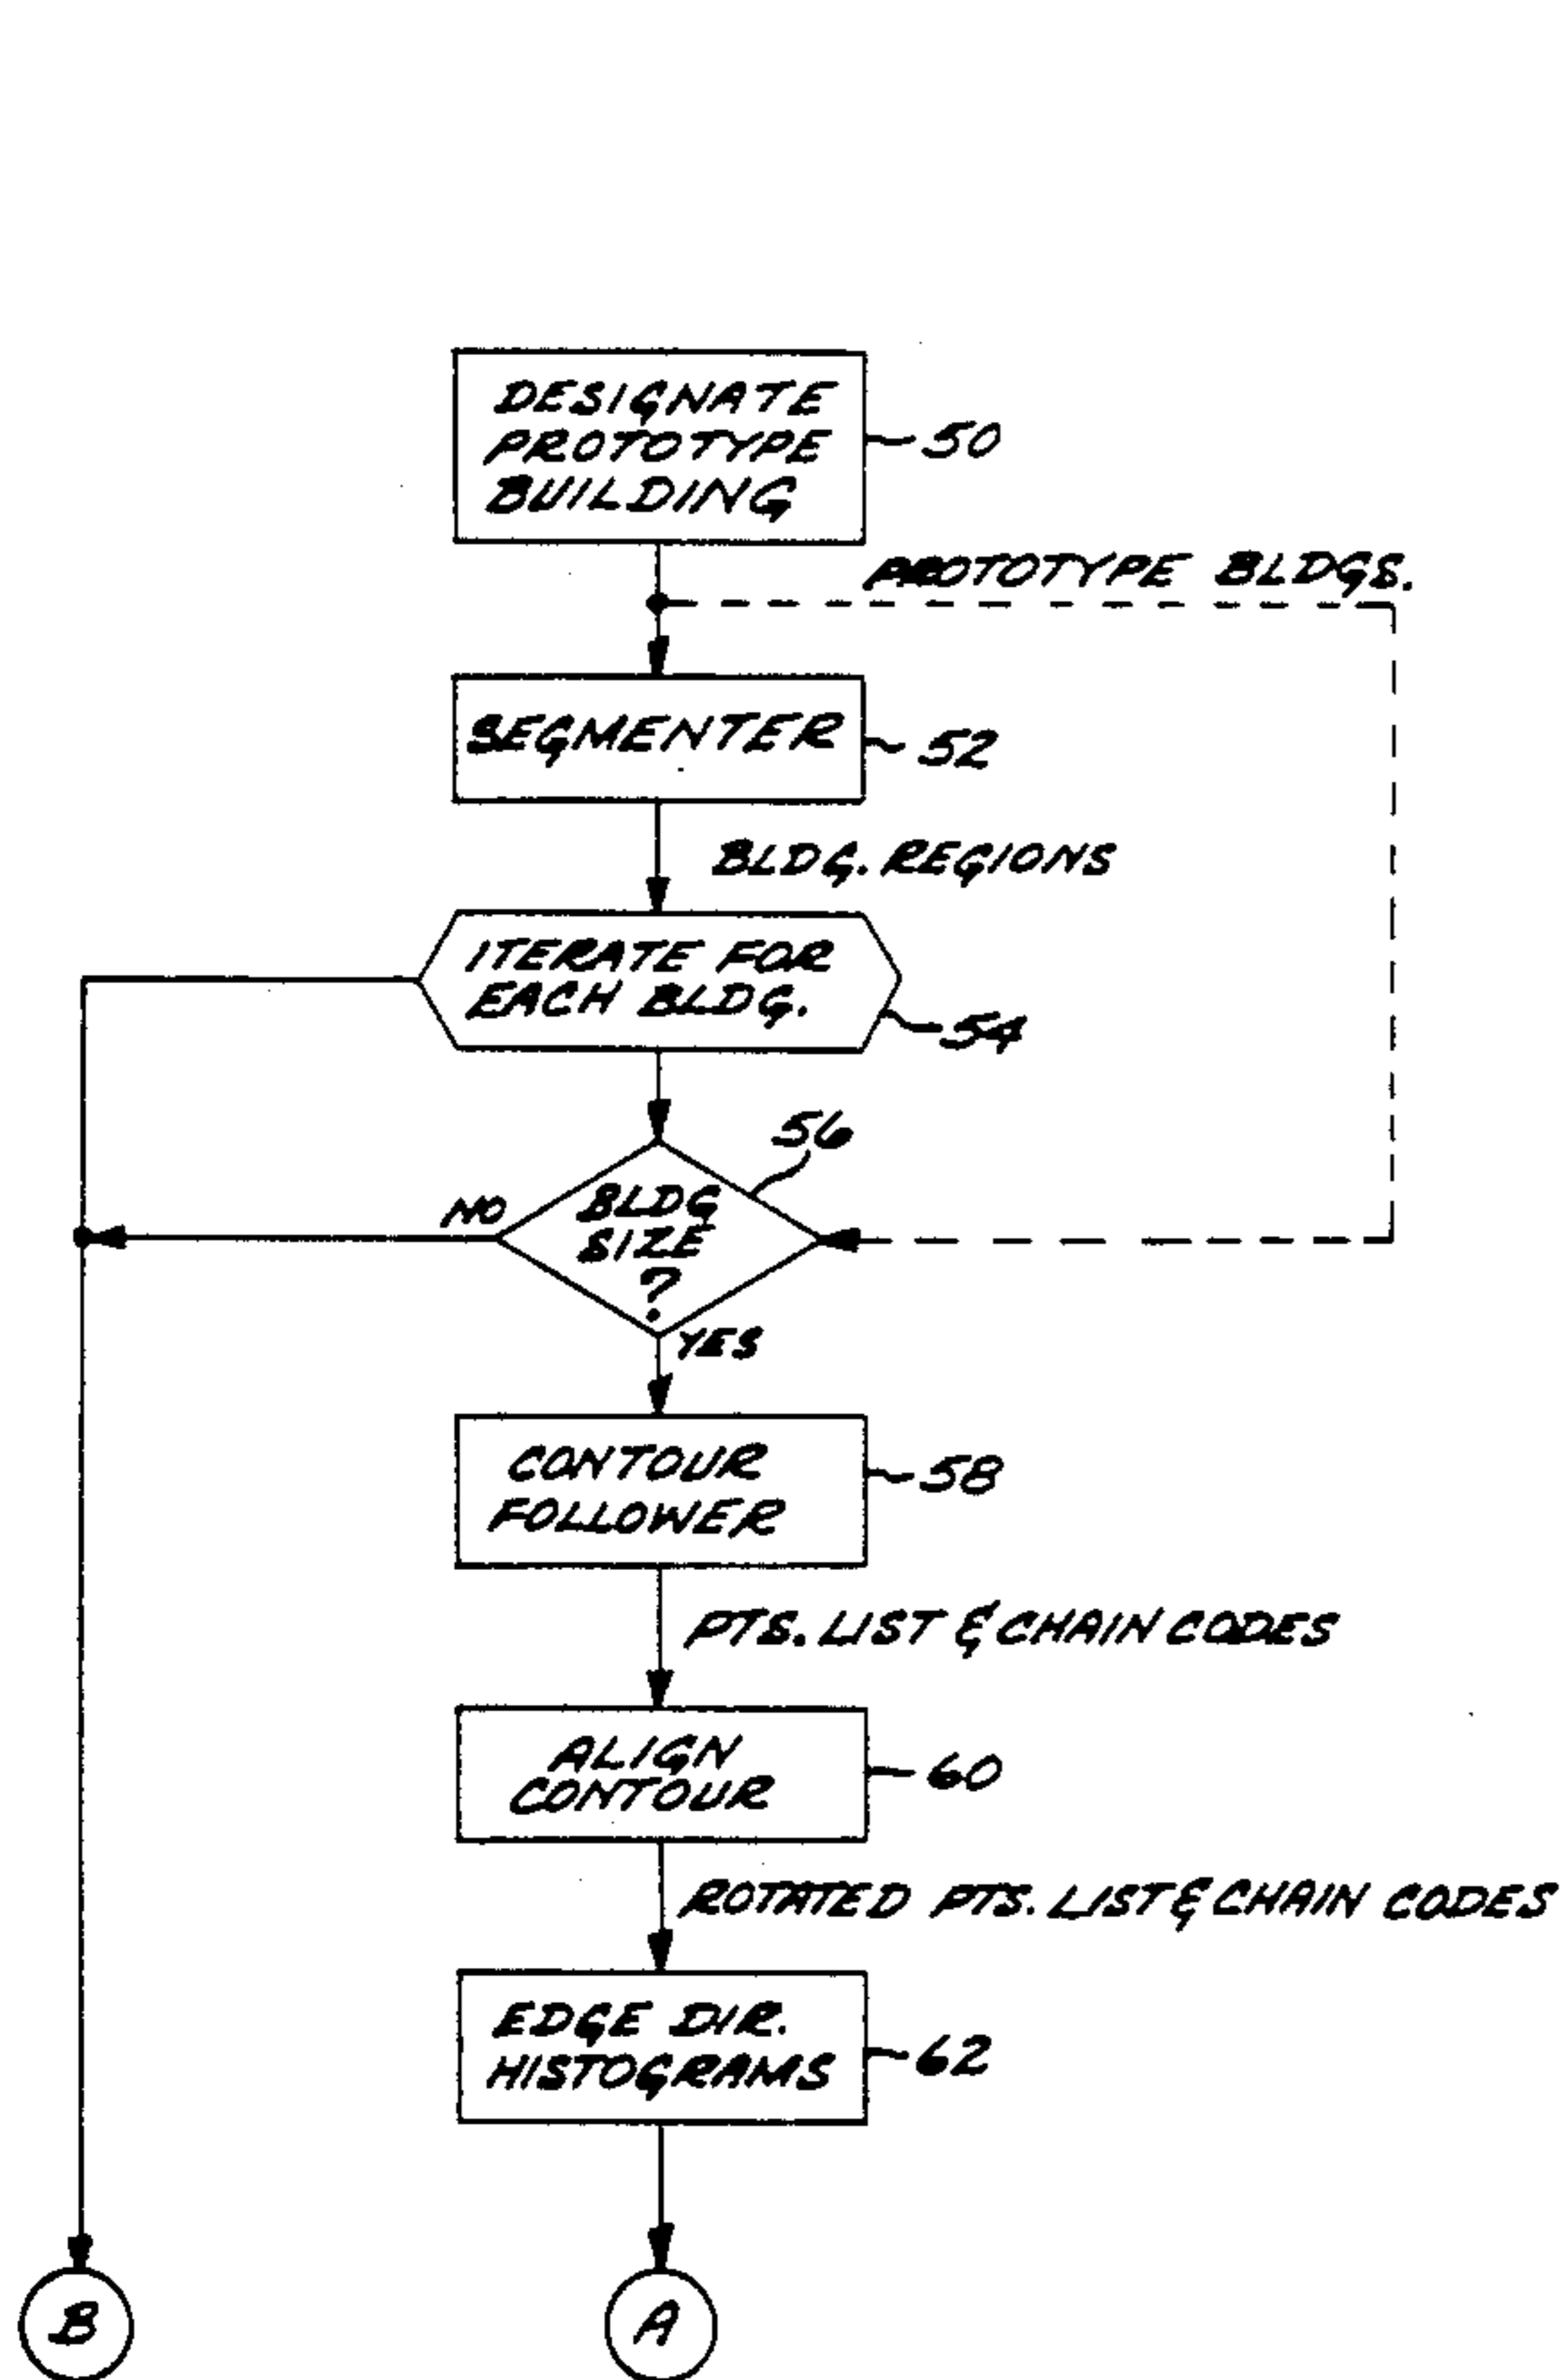 DESIGNATE
PROTOTYPE
BUILDING
50
PROTOTYPE BLDGS.
SEGMENTER
52
BLDG. REGIONS
ITERATE FOR
EACH BLDG.
54
56
NO
BLDG
SIZE
?
YES
CONTOUR
FOLLOWER
58
PTS. LIST & CHAIN CODES
ALIGN
CONTOUR
60
ROTATED PTS. LIST & CHAIN CODES
EDGE DIR.
HISTOGRAMS
62
B
A